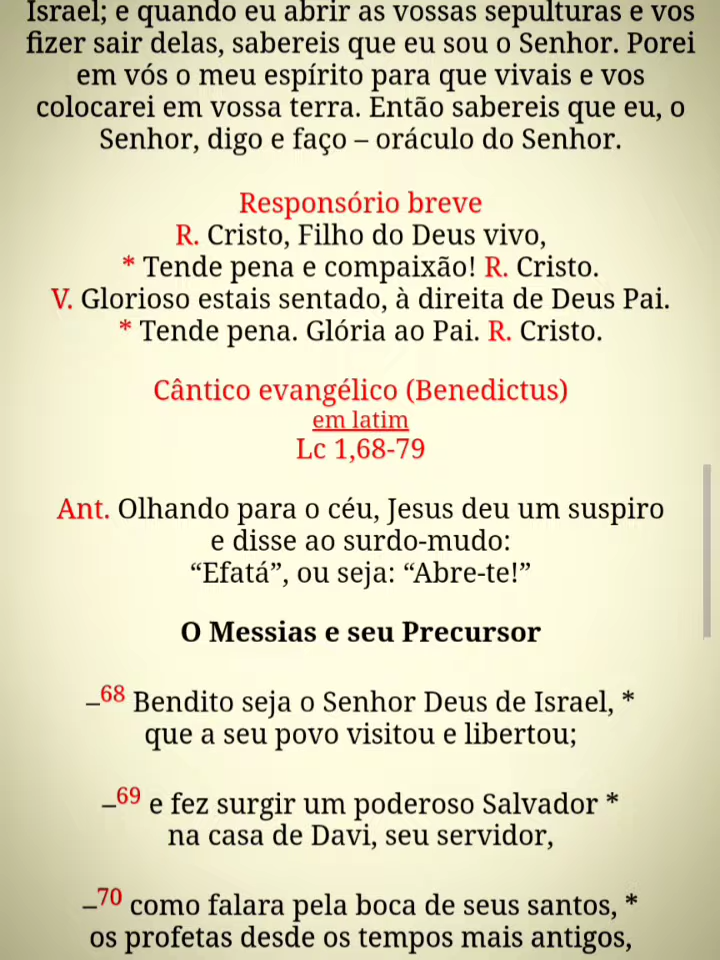 Israel; e quando eu abrir as vossas sepulturas e vos
fizer sair delas, sabereis que eu sou o Senhor. Porei
em vós o meu espírito para que vivais e vos
colocarei em vossa terra. Então sabereis que eu, o
Senhor, digo e faço – oráculo do Senhor.
Responsório breve
R. Cristo, Filho do Deus vivo,
* Tende pena e compaixão! R. Cristo.
V. Glorioso estais sentado, à direita de Deus Pai.
* Tende pena. Glória ao Pai. R. Cristo.
Cântico evangélico (Benedictus)
em latim
Lc 1,68-79
Ant. Olhando para o céu, Jesus deu um suspiro
e disse ao surdo-mudo:
“Efatá”, ou seja: “Abre-te!”
O Messias e seu Precursor
–68 Bendito seja o Senhor Deus de Israel, *
que a seu povo visitou e libertou;
–69 e fez surgir um poderoso Salvador *
na casa de Davi, seu servidor,
–70 como falara pela boca de seus santos, *
os profetas desde os tempos mais antigos,